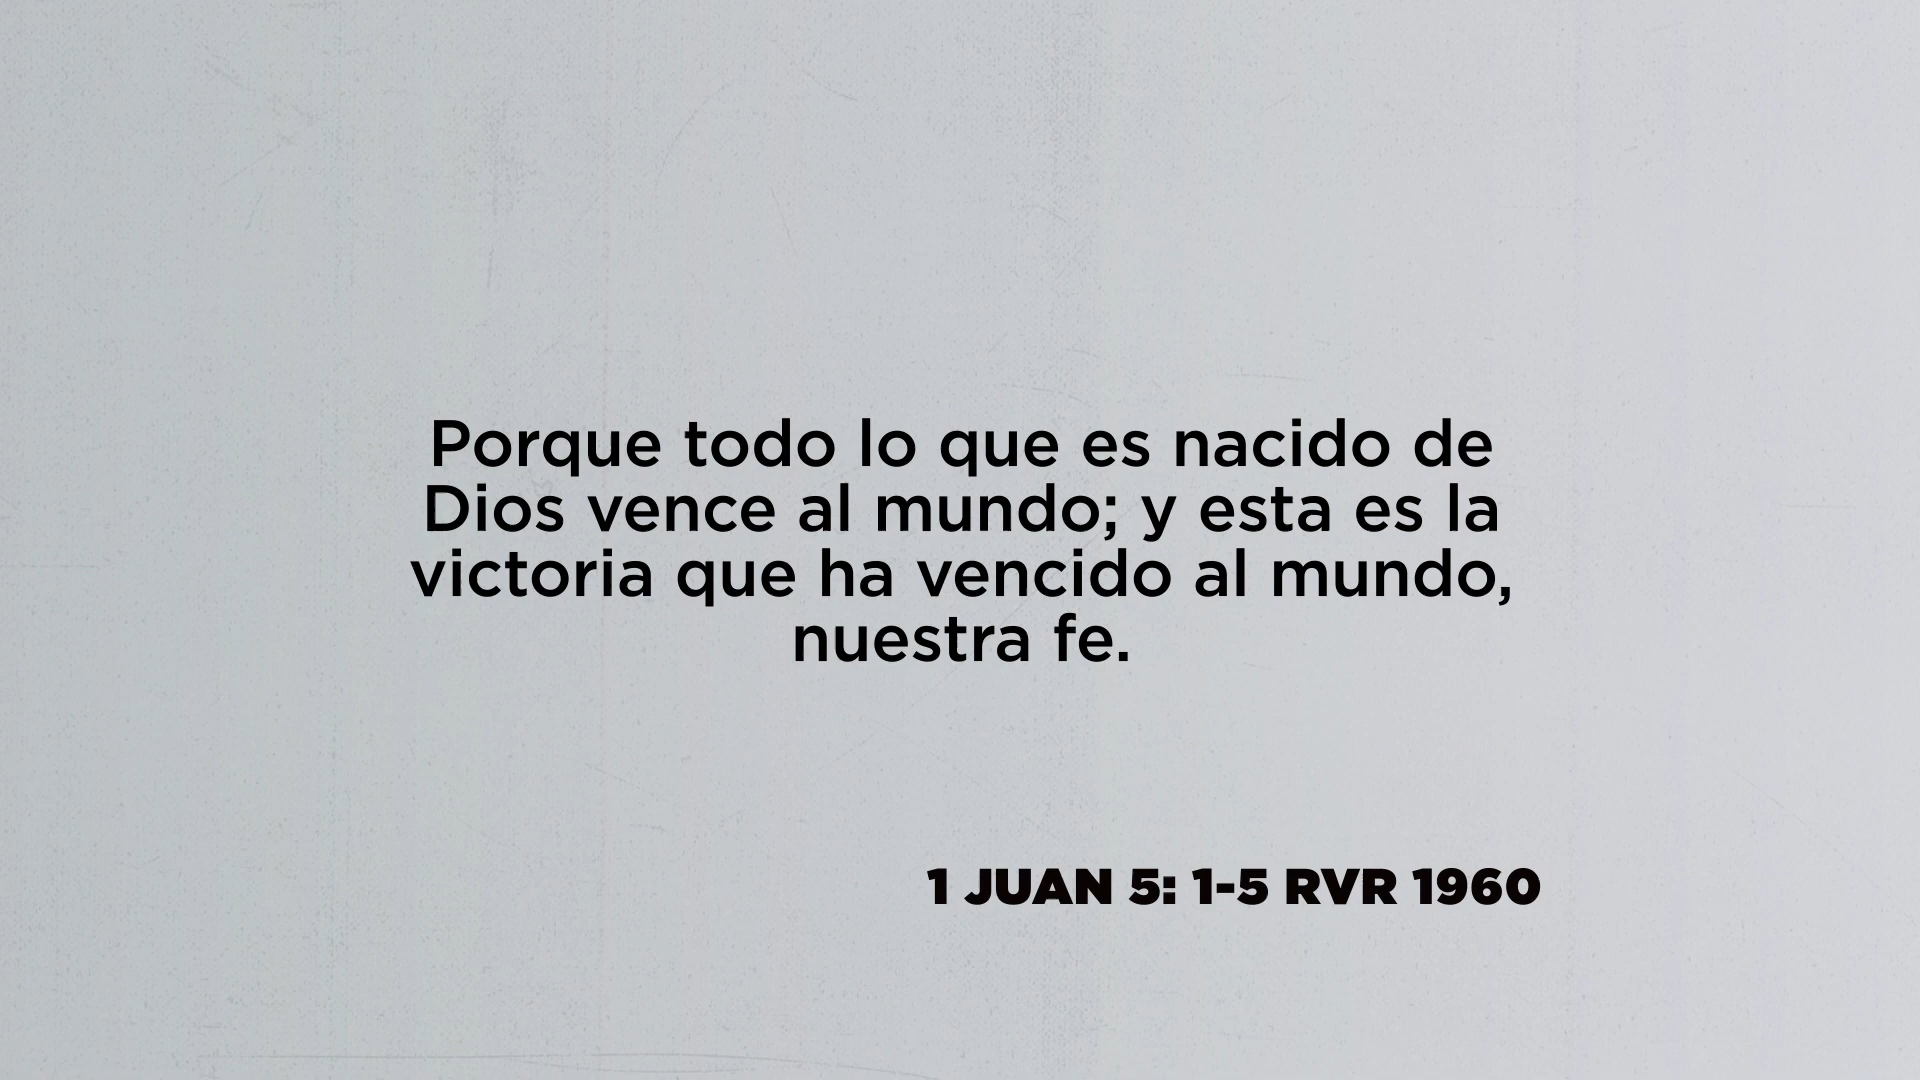 Porque todo lo que es nacido de
Dios vence al mundo; y esta es la
victoria que ha vencido al mundo,
nuestra fe.
1 JUAN 5: 1-5 RVR 1960